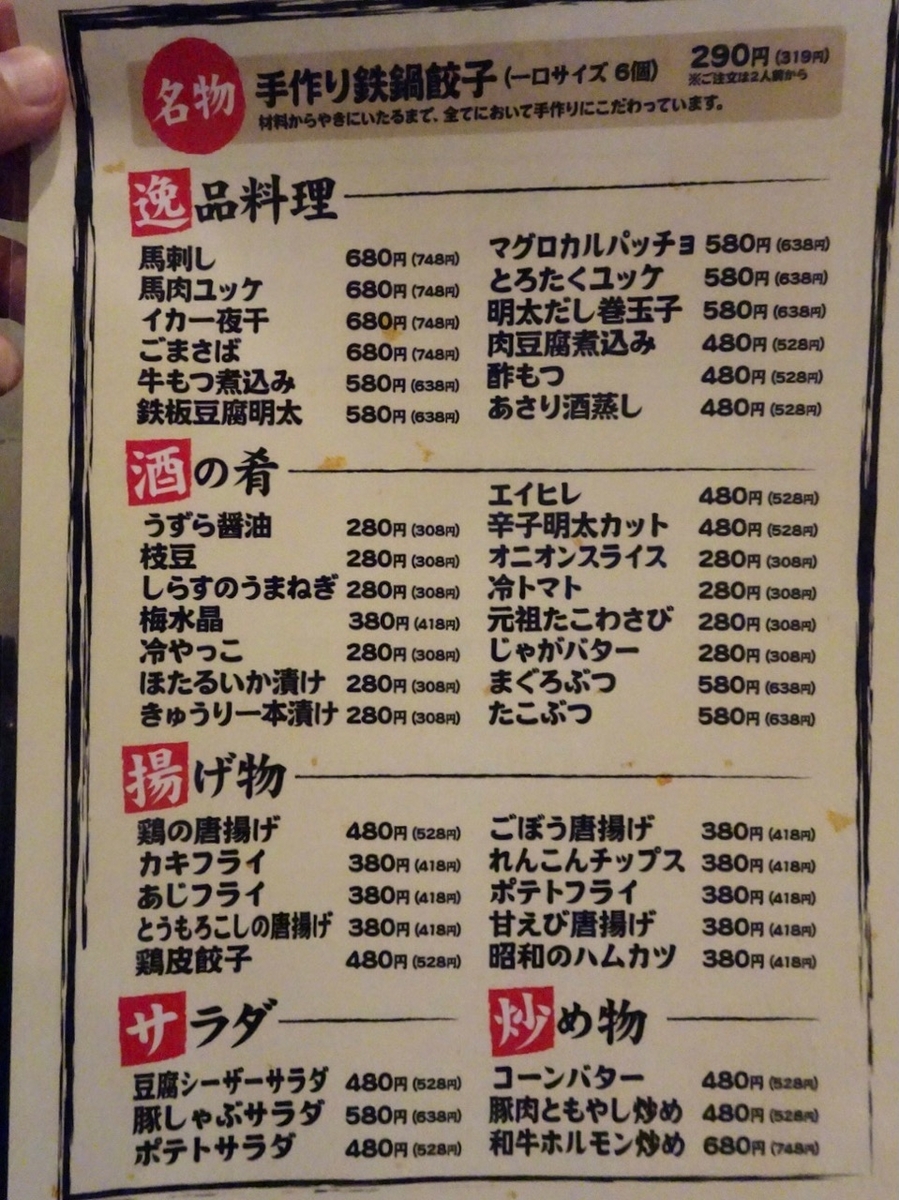 名物
手作り鉄鍋餃子(一口サイズ 6個) 290円(319円)
※ご注文は2人前から
材料からやきにいたるまで、全てにおいて手作りにこだわっています。
逸品料理
馬刺し 680円(748円)
馬肉ユッケ 680円(748円)
イカ一夜干 680円(748円)
ごまさば 680円(748円)
牛もつ煮込み 580円(638円)
鉄板豆腐明太 580円(638円)
マグロカルパッチョ 580円(638円)
とろたくユッケ 580円(638円)
明太だし巻玉子 580円(638円)
肉豆腐煮込み 480円(528円)
酢もつ 480円(528円)
あさり酒蒸し 480円(528円)
酒の肴
うずら醤油 280円(308円)
枝豆 280円(308円)
しらすのうまねぎ 280円(308円)
梅水晶 380円(418円)
冷やっこ 280円(308円)
ほたるいか漬け 280円(308円)
きゅうり一本漬け 280円(308円)
エイヒレ 480円(528円)
辛子明太カット 480円(528円)
オニオンスライス 280円(308円)
冷トマト 280円(308円)
元祖たこわさび 280円(308円)
じゃがバター 280円(308円)
まぐろぶつ 580円(638円)
たこぶつ 580円(638円)
揚げ物
鶏の唐揚げ 480円(528円)
カキフライ 380円(418円)
あじフライ 380円(418円)
とうもろこしの唐揚げ 380円(418円)
鶏皮餃子 480円(528円)
ごぼう唐揚げ 380円(418円)
れんこんチップス 380円(418円)
ポテトフライ 380円(418円)
甘えび唐揚げ 380円(418円)
昭和のハムカツ 380円(418円)
サラダ
豆腐シーザーサラダ 480円(528円)
豚しゃぶサラダ 580円(638円)
ポテトサラダ 480円(528円)
炒め物
コーンバター 480円(528円)
豚肉ともやし炒め 480円(528円)
和牛ホルモン炒め 680円(748円)